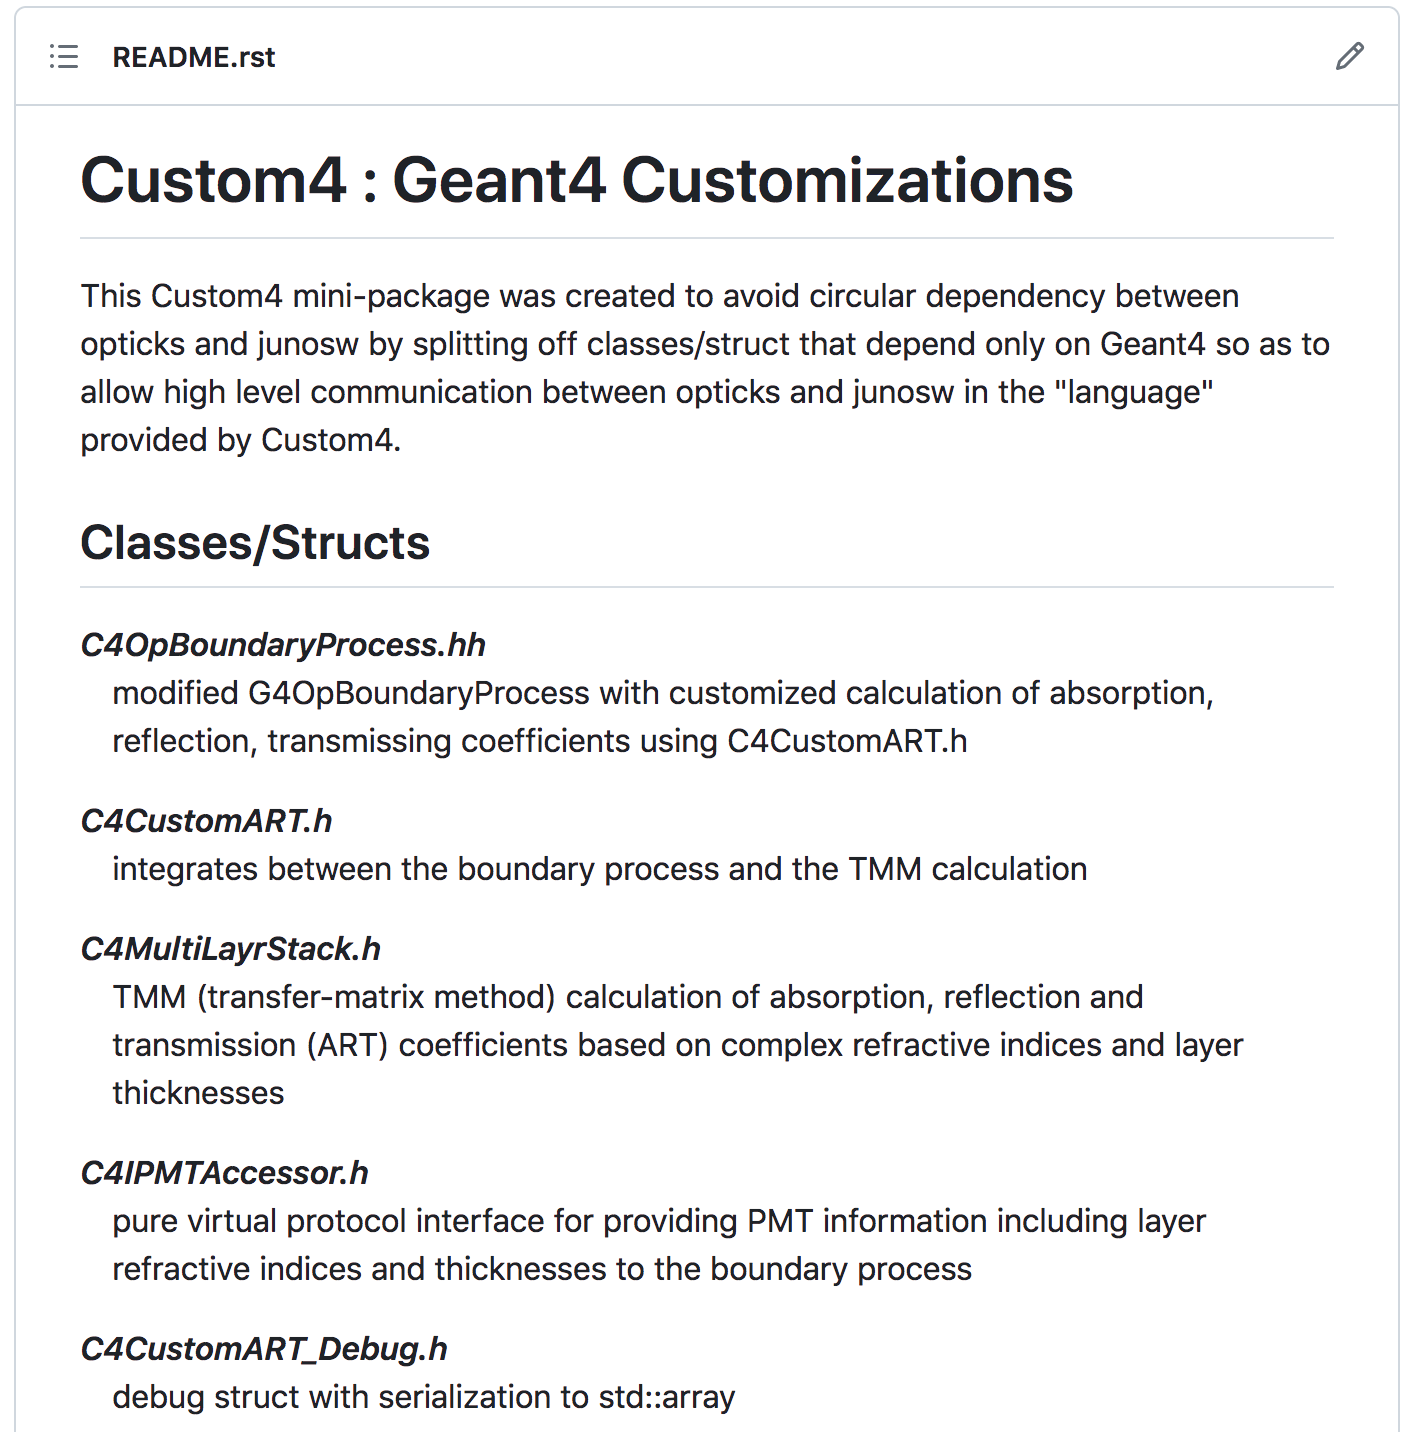 README.rst
Custom4 : Geant4 Customizations
This Custom4 mini-package was created to avoid circular dependency between
opticks and junosw by splitting off classes/struct that depend only on Geant4 so as to
allow high level communication between opticks and junosw in the "language"
provided by Custom4.
Classes/Structs
C4OpBoundaryProcess.hh
modified G4OpBoundaryProcess with customized calculation of absorption,
reflection, transmissing coefficients using C4CustomART.h
C4CustomART.h
integrates between the boundary process and the TMM calculation
C4MultiLayrStack.h
TMM (transfer-matrix method) calculation of absorption, reflection and
transmission (ART) coefficients based on complex refractive indices and layer
thicknesses
C4IPMTAccessor.h
pure virtual protocol interface for providing PMT information including layer
refractive indices and thicknesses to the boundary process
C4CustomART_Debug.h
debug struct with serialization to std::array